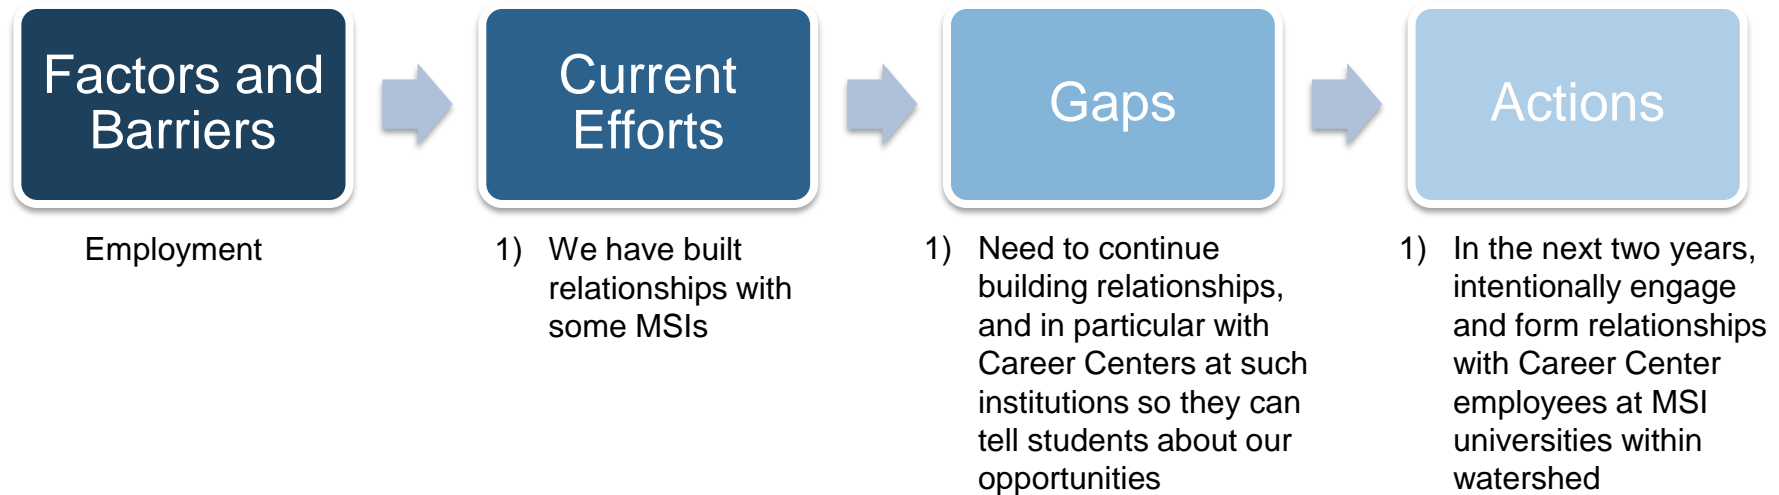 Factors and
Barriers
Current
Efforts
Gaps
Actions
Employment
1) We have built
relationships with
some MSIs
1) Need to continue
building relationships,
and in particular with
Career Centers at such
institutions so they can
tell students about our
opportunities
1) In the next two years,
intentionally engage
and form relationships
with Career Center
employees at MSI
universities within
watershed